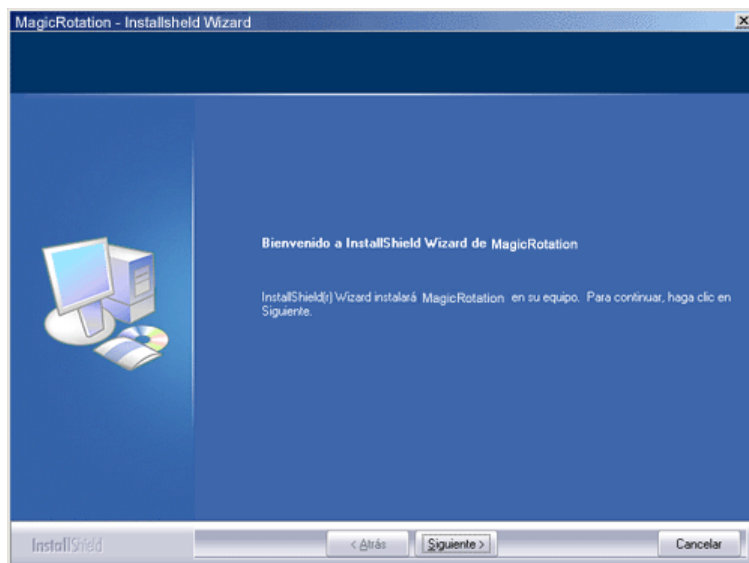 MagicRotation - Installsheld Wizard
Bienvenido a InstallShield Wizard de MagicRotation
InstallShield(r) Wizard instalará MagicRotation en su equipo. Para continuar, haga clic en
Siguiente.
InstallShield
< Atrás
Siguiente >
Cancelar